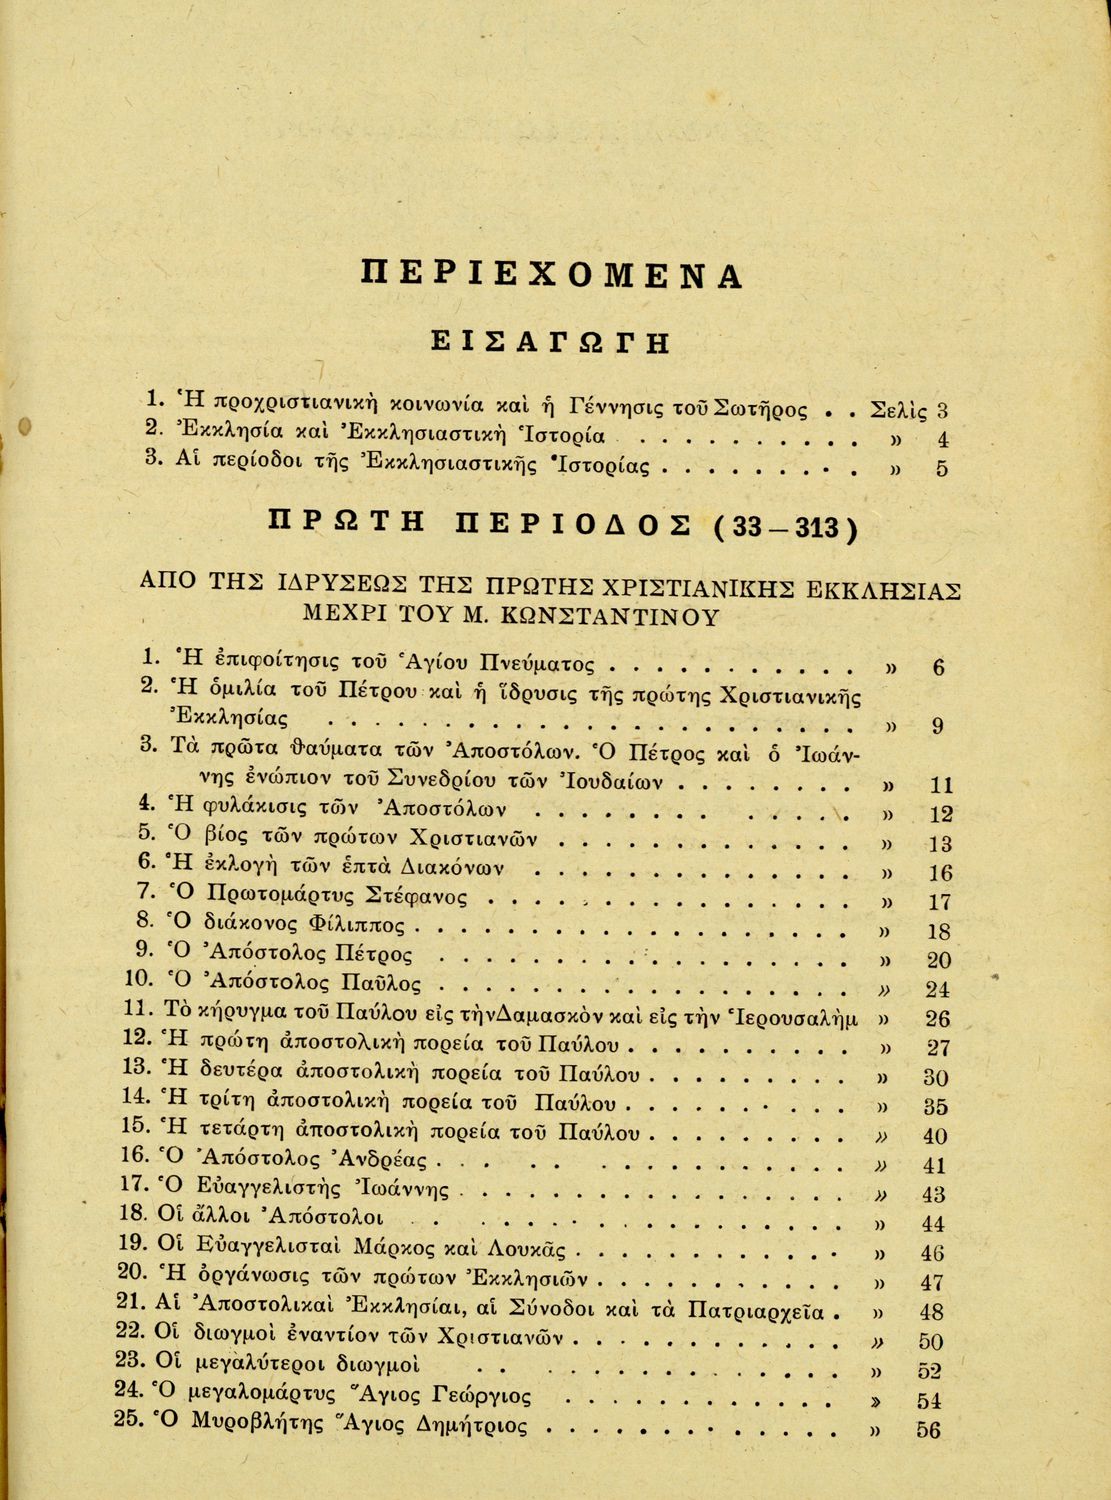 ΠΕΡΙΕΧΟΜΕΝΑ
ΕΙΣΑΓΩΓΗ
1. Ἡ προχριστιανικὴ κοινωνία καὶ ἡ Γέννησις τοῦ Σωτῆρος . . Σελὶς 3
2. Ἐκκλησία καὶ Ἐκκλησιαστικὴ Ἱστορία . . . . . . . . . . » 4
3. Αἱ περίοδοι τῆς Ἐκκλησιαστικῆς Ἱστορίας . . . . . . . . . » 5
ΠΡΩΤΗ ΠΕΡΙΟΔΟΣ (33–313)
ΑΠΟ ΤΗΣ ΙΔΡΥΣΕΩΣ ΤΗΣ ΠΡΩΤΗΣ ΧΡΙΣΤΙΑΝΙΚΗΣ ΕΚΚΛΗΣΙΑΣ
ΜΕΧΡΙ ΤΟΥ Μ. ΚΩΝΣΤΑΝΤΙΝΟΥ
1. Ἡ ἐπιφοίτησις τοῦ Ἁγίου Πνεύματος . . . . . . . . . . . » 6
2. Ἡ ὁμιλία τοῦ Πέτρου καὶ ἡ ἵδρυσις τῆς πρώτης Χριστιανικῆς
Ἐκκλησίας . . . . . . . . . . . . . . . . . . . . . . » 9
3. Τὰ πρῶτα θαύματα τῶν Ἀποστόλων. Ὁ Πέτρος καὶ ὁ Ἰωάν-
νης ἐνώπιον τοῦ Συνεδρίου τῶν Ἰουδαίων . . . . . . . . » 11
4. Ἡ φυλάκισις τῶν Ἀποστόλων . . . . . . . . . . . . . » 12
5. Ὁ βίος τῶν πρώτων Χριστιανῶν . . . . . . . . . . . . . » 13
6. Ἡ ἐκλογὴ τῶν ἑπτὰ Διακόνων . . . . . . . . . . . . . . » 16
7. Ὁ Πρωτομάρτυς Στέφανος . . . . . . . . . . . . . . . . » 17
8. Ὁ διάκονος Φίλιππος . . . . . . . . . . . . . . . . . . . » 18
9. Ὁ Ἀπόστολος Πέτρος . . . . . . . . . . . . . . . . . . » 20
10. Ὁ Ἀπόστολος Παῦλος . . . . . . . . . . . . . . . . . . » 24
11. Τὸ κήρυγμα τοῦ Παύλου εἰς τὴνΔαμασκὸν καὶ εἰς τὴν Ἱερουσαλὴμ » 26
12. Ἡ πρώτη ἀποστολικὴ πορεία τοῦ Παύλου . . . . . . . . . . » 27
13. Ἡ δευτέρα ἀποστολικὴ πορεία τοῦ Παύλου . . . . . . . . . » 30
14. Ἡ τρίτη ἀποστολικὴ πορεία τοῦ Παύλου . . . . . . . . . . » 35
15. Ἡ τετάρτη ἀποστολικὴ πορεία τοῦ Παύλου . . . . . . . . . » 40
16. Ὁ Ἀπόστολος Ἀνδρέας . . . . . . . . . . . . . . . . . » 41
17. Ὁ Εὐαγγελιστὴς Ἰωάννης . . . . . . . . . . . . . . . . . . » 43
18. Οἱ ἄλλοι Ἀπόστολοι . . . . . . . . . . . . . . . . . . » 44
19. Οἱ Εὐαγγελισταὶ Μάρκος καὶ Λουκᾶς . . . . . . . . . . . . » 46
20. Ἡ ὀργάνωσις τῶν πρώτων Ἐκκλησιῶν . . . . . . . . . . . » 47
21. Αἱ Ἀποστολικαὶ Ἐκκλησίαι, αἱ Σύνοδοι καὶ τὰ Πατριαρχεῖα . » 48
22. Οἱ διωγμοὶ ἐναντίον τῶν Χριστιανῶν . . . . . . . . . . . . » 50
23. Οἱ μεγαλύτεροι διωγμοὶ . . . . . . . . . . . . . . . » 52
24. Ὁ μεγαλομάρτυς Ἅγιος Γεώργιος . . . . . . . . . . . . » 54
25. Ὁ Μυροβλήτης Ἅγιος Δημήτριος . . . . . . . . . . . . . » 56